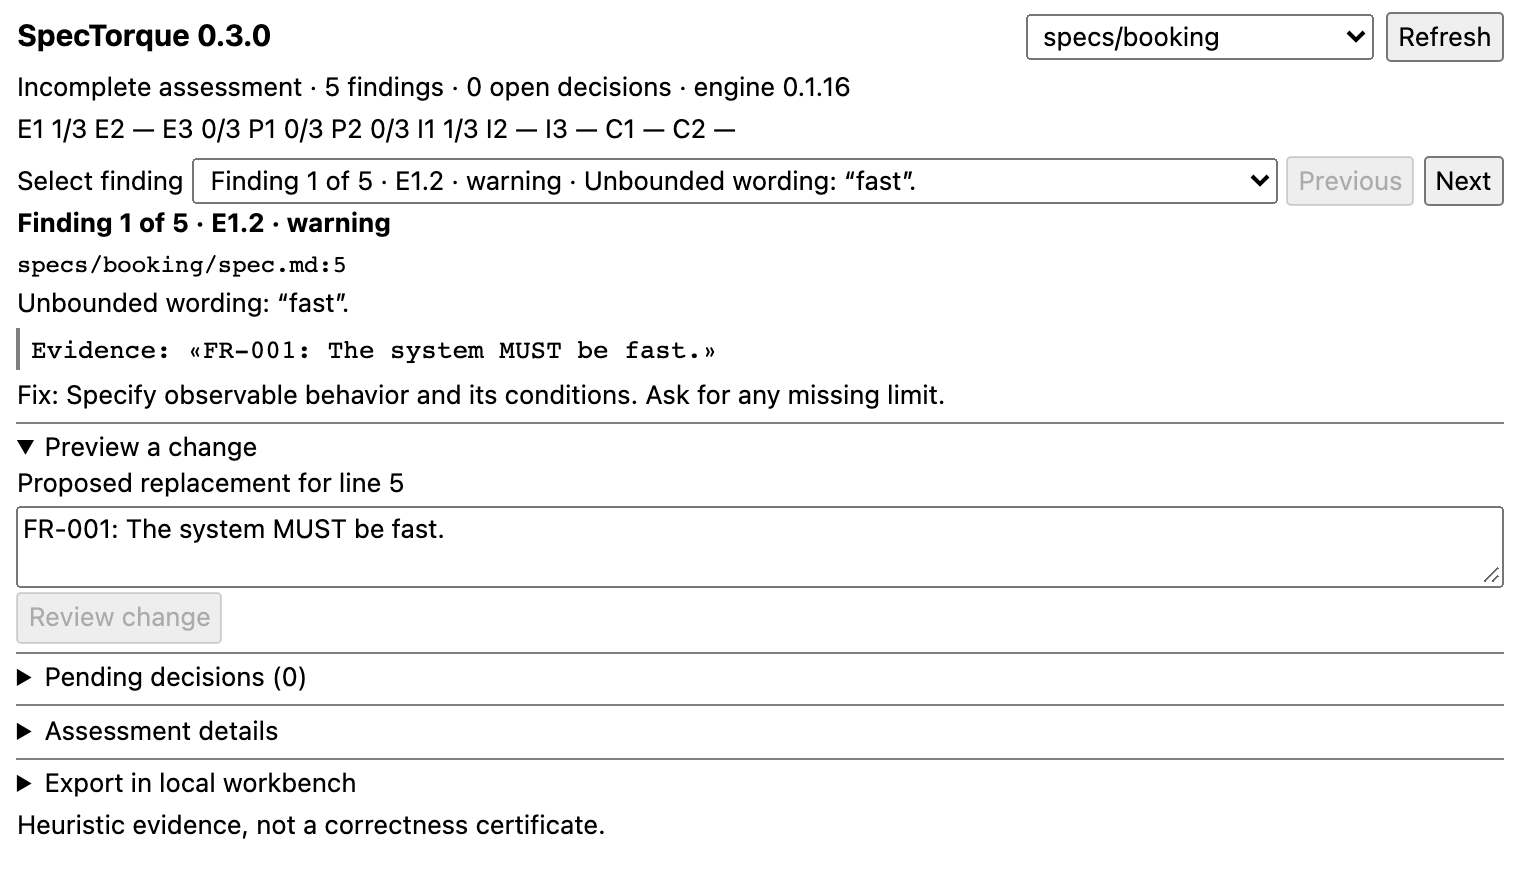 SpecTorque 0.3.0
specs/booking
Refresh
Incomplete assessment · 5 findings · 0 open decisions · engine 0.1.16
E1 1/3 E2 — E3 0/3 P1 0/3 P2 0/3 I1 1/3 I2 — I3 — C1 — C2 —
Select finding
Finding 1 of 5 · E1.2 · warning · Unbounded wording: “fast”.
Previous
Next
Finding 1 of 5 · E1.2 · warning
specs/booking/spec.md:5
Unbounded wording: “fast”.
Evidence: «FR-001: The system MUST be fast.»
Fix: Specify observable behavior and its conditions. Ask for any missing limit.
Preview a change
Proposed replacement for line 5
FR-001: The system MUST be fast.
Review change
Pending decisions (0)
Assessment details
Export in local workbench
Heuristic evidence, not a correctness certificate.